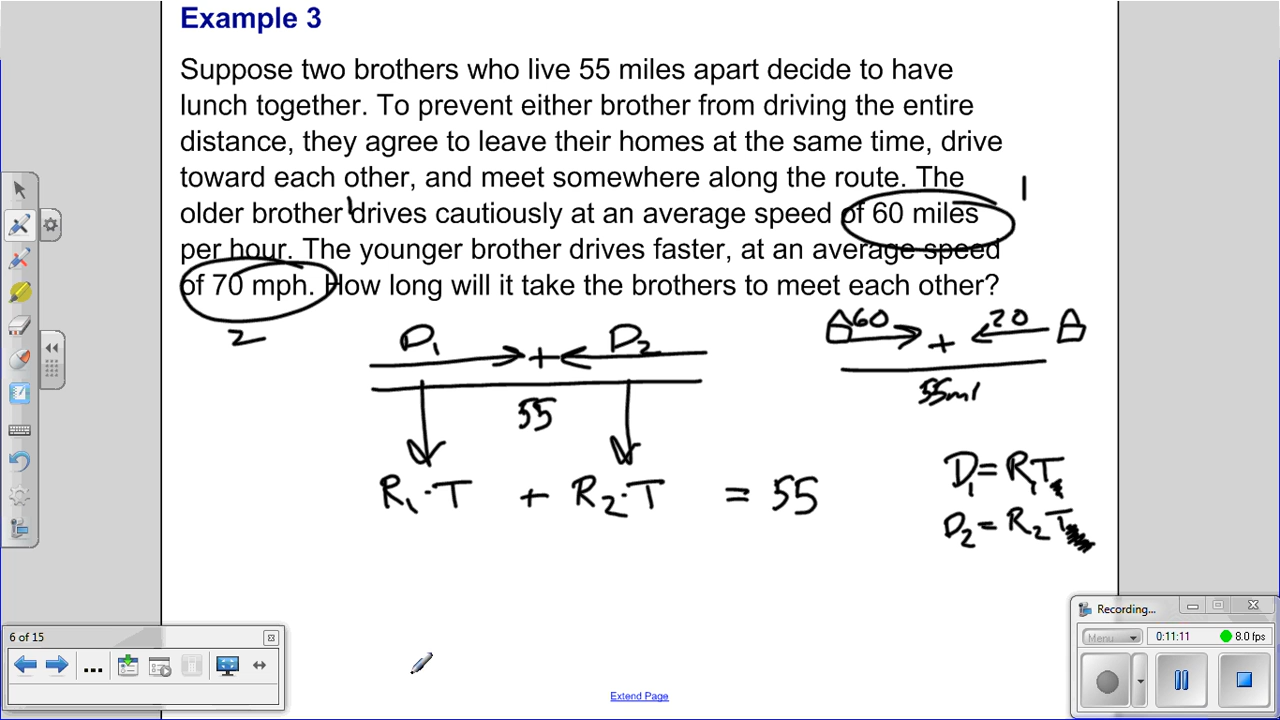 Example 3
Suppose two brothers who live 55 miles apart decide to have
lunch together. To prevent either brother from driving the entire
distance, they agree to leave their homes at the same time, drive
toward each other, and meet somewhere along the route. The
1
older brother 1 drives cautiously at an average speed of 60 miles
per hour. The younger brother drives faster, at an average speed
of 70 mph. How long will it take the brothers to meet each other?
2
D1 + D2
55
R1·T + R2·T = 55
60 + 70
55ml
D1 = R1T
D2 = R2T
6 of 15
...
Extend Page
Recording...
Menu 0:11:11 8.0 fps